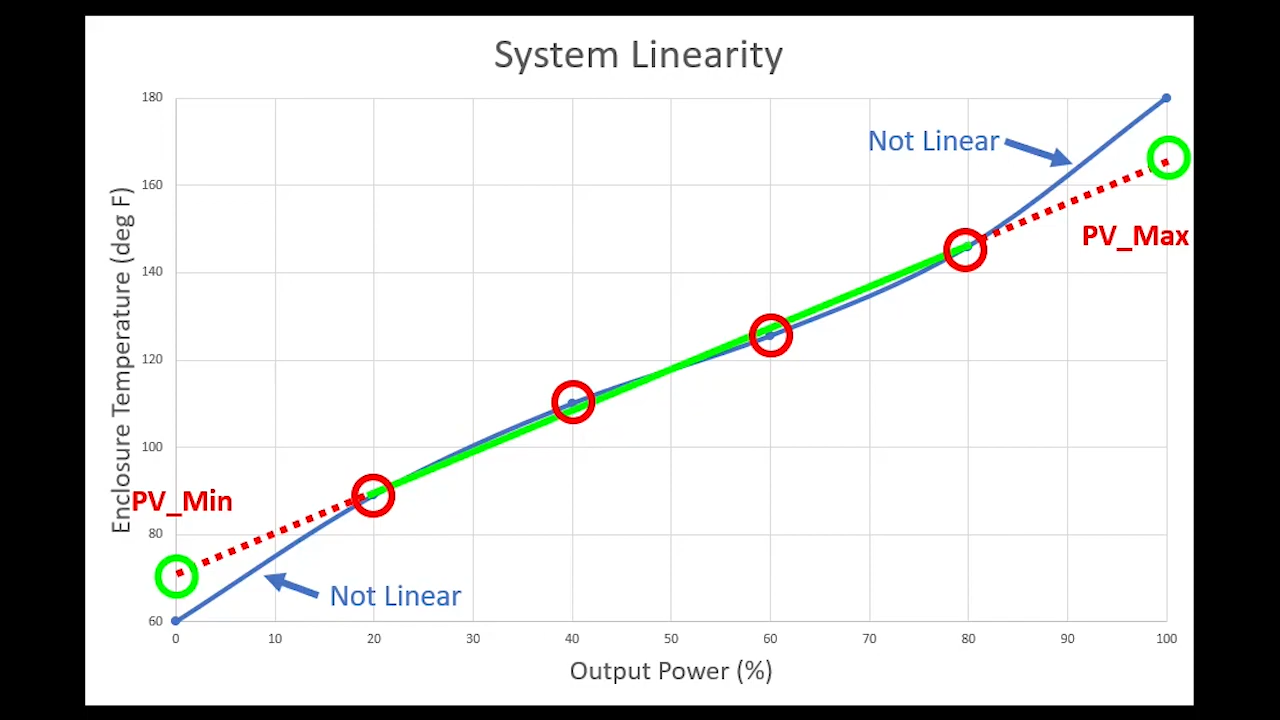 System Linearity
180
Not Linear
160
PV_Max
140
120
100
Enclosure Temperature (deg F)
PV_Min
80
Not Linear
60
0 10 20 30 40 50 60 70 80 90 100
Output Power (%)